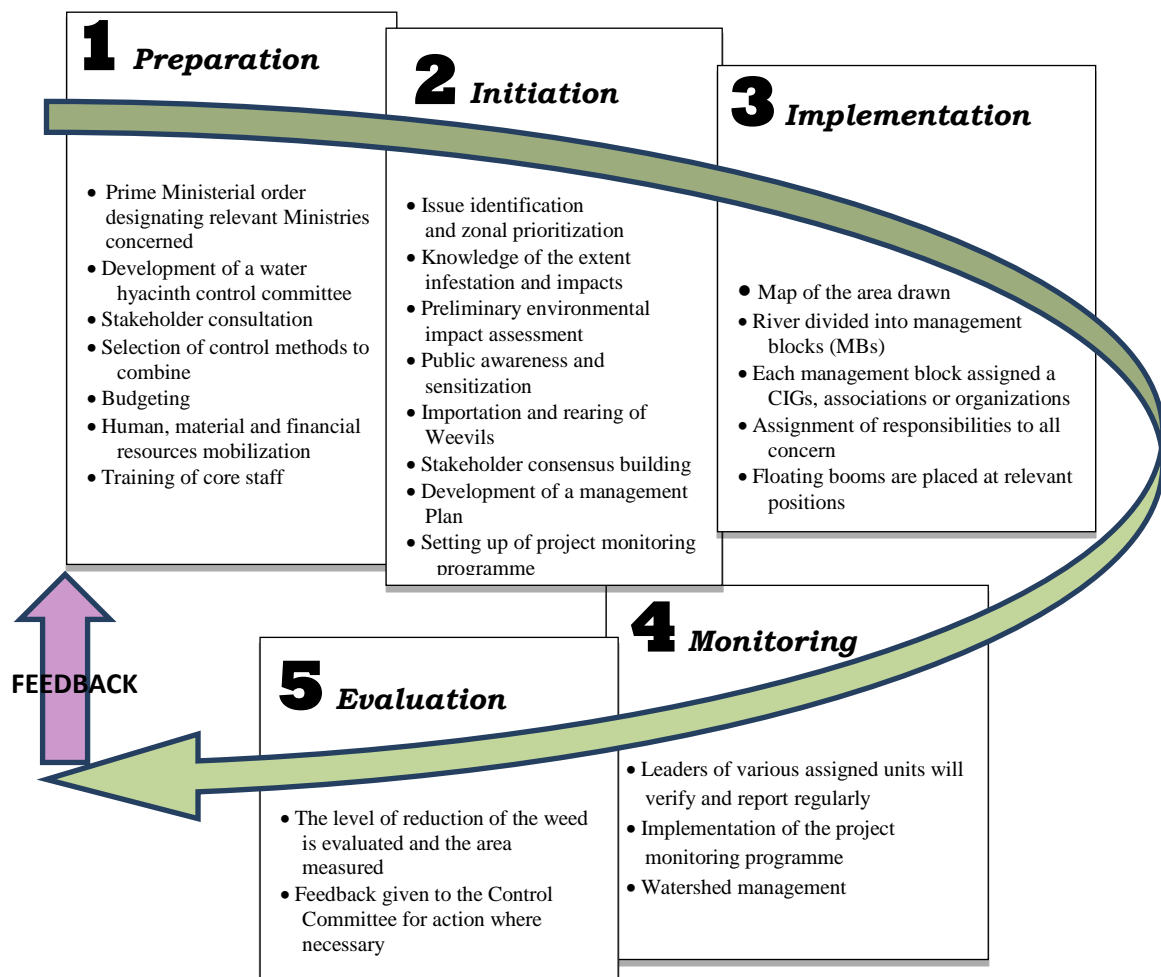 1 Preparation
• Prime Ministerial order
designating relevant Ministries
concerned
• Development of a water
hyacinth control committee
• Stakeholder consultation
• Selection of control methods to
combine
• Budgeting
• Human, material and financial
resources mobilization
• Training of core staff
2 Initiation
• Issue identification
and zonal prioritization
• Knowledge of the extent
infestation and impacts
• Preliminary environmental
impact assessment
• Public awareness and
sensitization
• Importation and rearing of
Weevils
• Stakeholder consensus building
• Development of a management
Plan
• Setting up of project monitoring
programme
3 Implementation
• Map of the area drawn
• River divided into management
blocks (MBs)
• Each management block assigned a
CIGs, associations or organizations
• Assignment of responsibilities to all
concern
• Floating booms are placed at relevant
positions
4 Monitoring
• Leaders of various assigned units will
verify and report regularly
• Implementation of the project
monitoring programme
• Watershed management
5 Evaluation
• The level of reduction of the weed
is evaluated and the area
measured
• Feedback given to the Control
Committee for action where
necessary
FEEDBACK